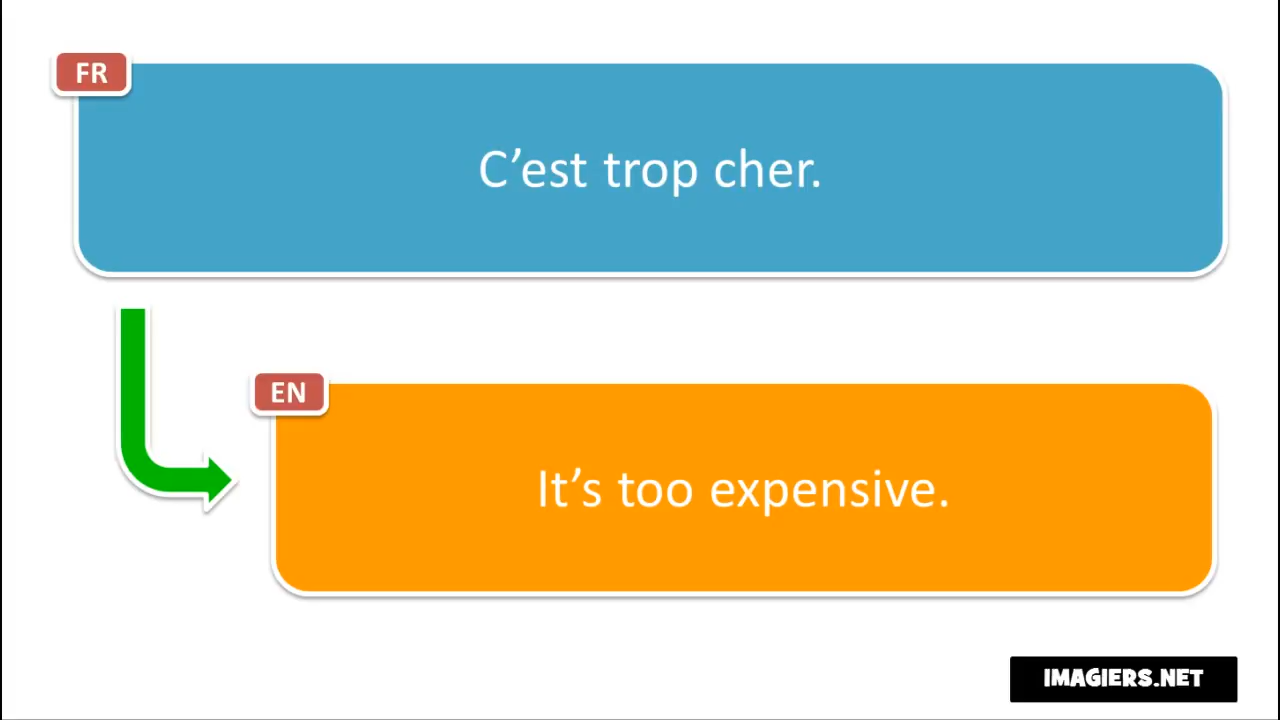 FR
C’est trop cher.
EN
It’s too expensive.
IMAGIERS.NET